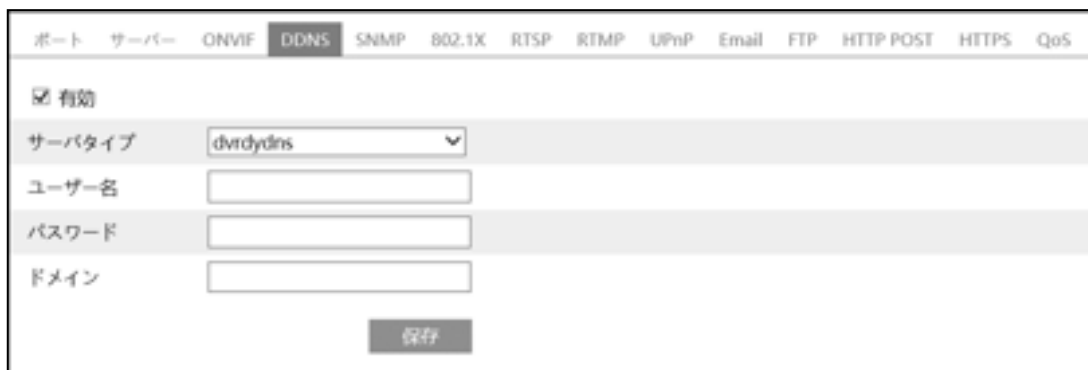 ポート サーバー ONVIF DDNS SNMP 802.1X RTSP RTMP UPnP Email FTP HTTP POST HTTPS QoS
有効
サーバタイプ dvrdydns
ユーザー名
パスワード
ドメイン
保存